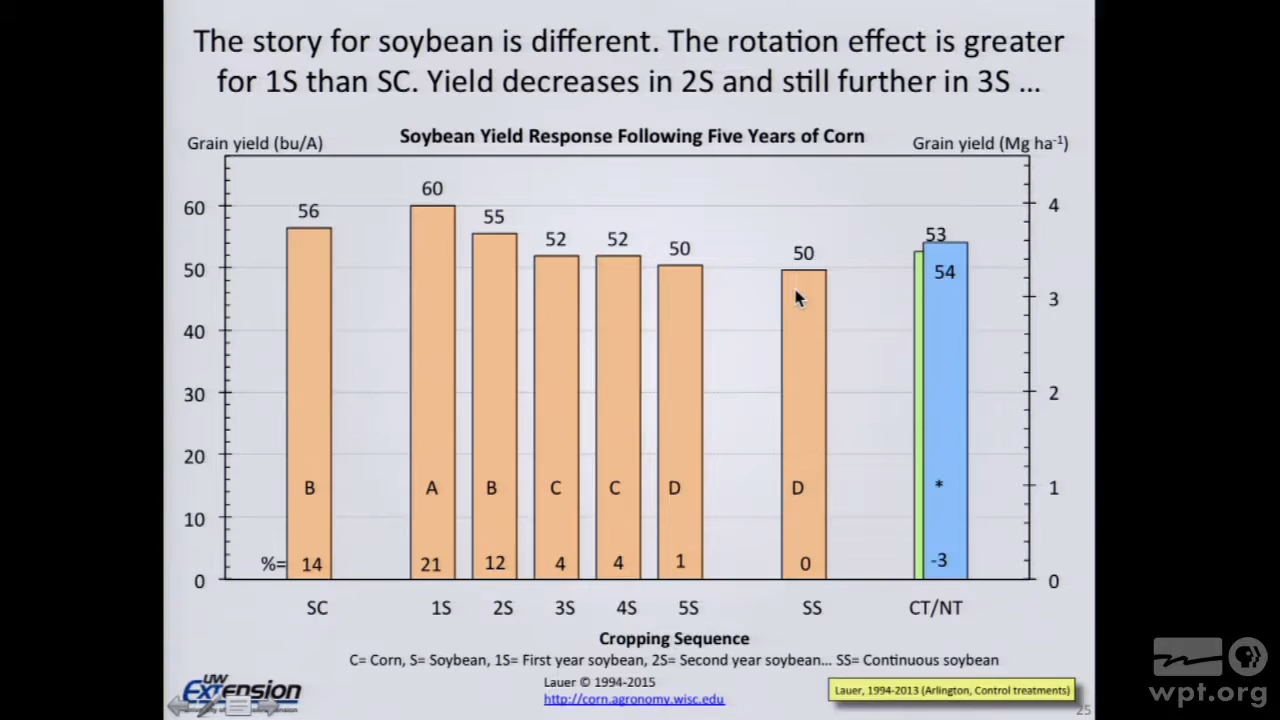 The story for soybean is different. The rotation effect is greater
for 1S than SC. Yield decreases in 2S and still further in 3S ...
Grain yield (bu/A)
Soybean Yield Response Following Five Years of Corn
Grain yield (Mg ha-1)
60
50
40
30
20
10
0
56
60
55
52
52
50
50
53
54
4
3
2
1
0
B
A
B
C
C
D
D
*
%=
14
21
12
4
4
1
0
-3
SC
1S
2S
3S
4S
5S
SS
CT/NT
Cropping Sequence
C= Corn, S= Soybean, 1S= First year soybean, 2S= Second year soybean... SS= Continuous soybean
Lauer © 1994-2015
http://corn.agronomy.wisc.edu
Lauer, 1994-2013 (Arlington, Control treatments)
UW
Extension
25
PBS
wpt.org